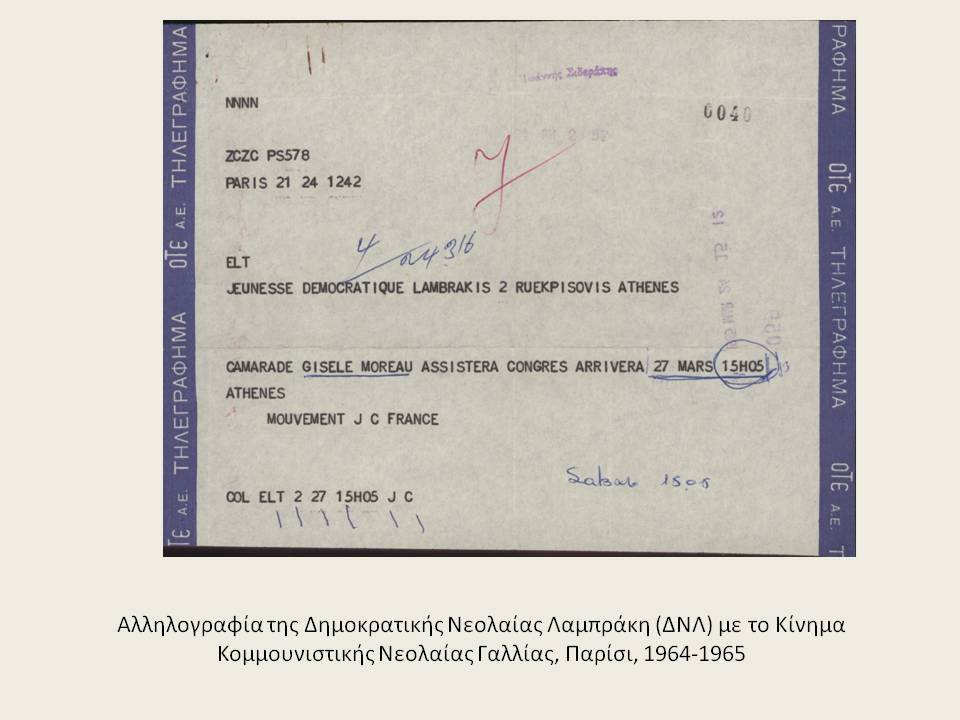 ΟΤΕ Α.Ε. ΤΗΛΕΓΡΑΦΗΜΑ
ΟΤΕ Α.Ε. ΤΗΛΕΓΡΑΦΗΜΑ
Ἰωάννης Σιδεράκης
NNNN
0040
ZCZC PS578
PARIS 21 24 1242
ELT
JEUNESSE DEMOCRATIQUE LAMBRAKIS 2 RUEKPISOVIS ATHENES
CAMARADE GISELE MOREAU ASSISTERA CONGRES ARRIVERA 27 MARS 15H05
ATHENES
MOUVEMENT J C FRANCE
COL ELT 2 27 15H05 J C
ΡΑΦΗΜΑ
ΟΤΕ Α.Ε. ΤΗΛΕΓΡΑΦΗΜΑ
ΟΤΕ Α.Ε. Τ
Αλληλογραφία της Δημοκρατικής Νεολαίας Λαμπράκη (ΔΝΛ) με το Κίνημα
Κομμουνιστικής Νεολαίας Γαλλίας, Παρίσι, 1964-1965